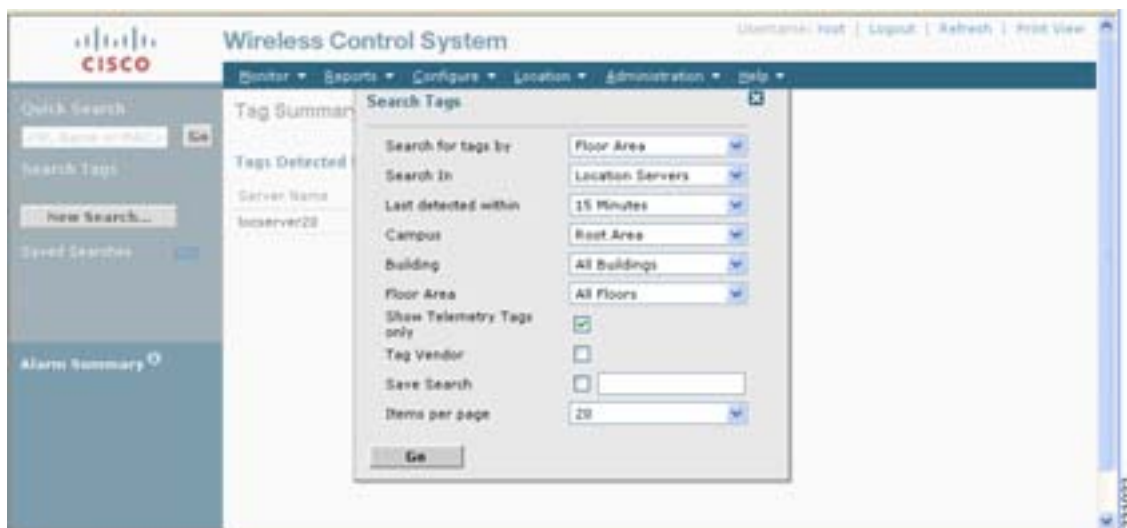 Username: root | Logout | Refresh | Print View
CISCO
Wireless Control System
Monitor Reports Configure Location Administration Help
Quick Search
Go
Search Tags
New Search...
Saved Searches
Alarm Summary
Tag Summary
Tags Detected
Server Name
locserver20
Search Tags
Search for tags by Floor Area
Search In Location Servers
Last detected within 15 Minutes
Campus Root Area
Building All Buildings
Floor Area All Floors
Show Telemetry Tags
only
Tag Vendor
Save Search
Items per page 20
Go